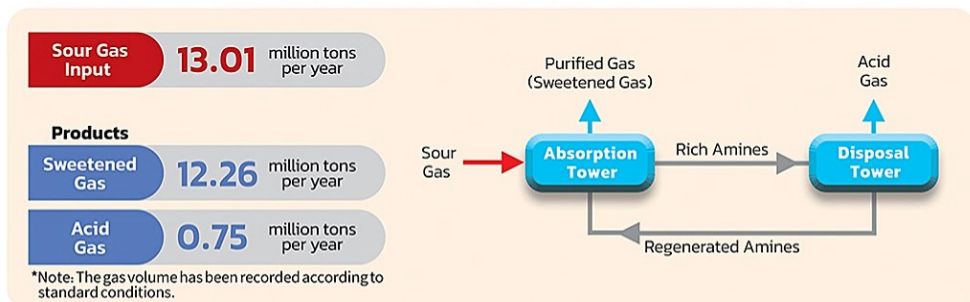 Sour Gas
Input
13.01
million tons
per year
Products
Sweetened
Gas
12.26
million tons
per year
Acid
Gas
0.75
million tons
per year
*Note: The gas volume has been recorded according to
standard conditions.
Purified Gas
(Sweetened Gas)
Acid
Gas
Sour
Gas
Absorption
Tower
Rich Amines
Disposal
Tower
Regenerated Amines